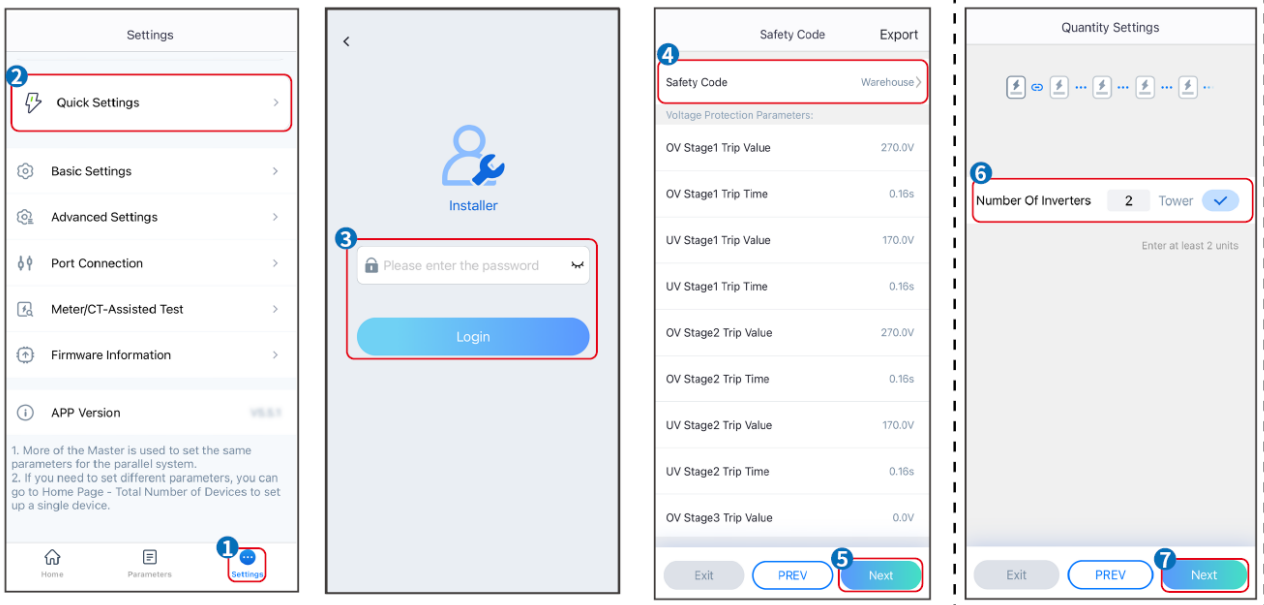 Settings
2
Quick Settings
Basic Settings
Advanced Settings
Port Connection
Meter/CT-Assisted Test
Firmware Information
APP Version
1. More of the Master is used to set the same
parameters for the parallel system.
2. If you need to set different parameters, you can
go to Home Page - Total Number of Devices to set
up a single device.
1
Home
Parameters
Settings
Installer
3
Please enter the password
Login
Safety Code
Export
4
Safety Code
Warehouse
Voltage Protection Parameters:
OV Stage1 Trip Value 270.0V
OV Stage1 Trip Time 0.16s
UV Stage1 Trip Value 170.0V
UV Stage1 Trip Time 0.16s
OV Stage2 Trip Value 270.0V
OV Stage2 Trip Time 0.16s
UV Stage2 Trip Value 170.0V
UV Stage2 Trip Time 0.16s
OV Stage3 Trip Value 0.0V
5
Exit
PREV
Next
Quantity Settings
6
Number Of Inverters 2 Tower
Enter at least 2 units
7
Exit
PREV
Next